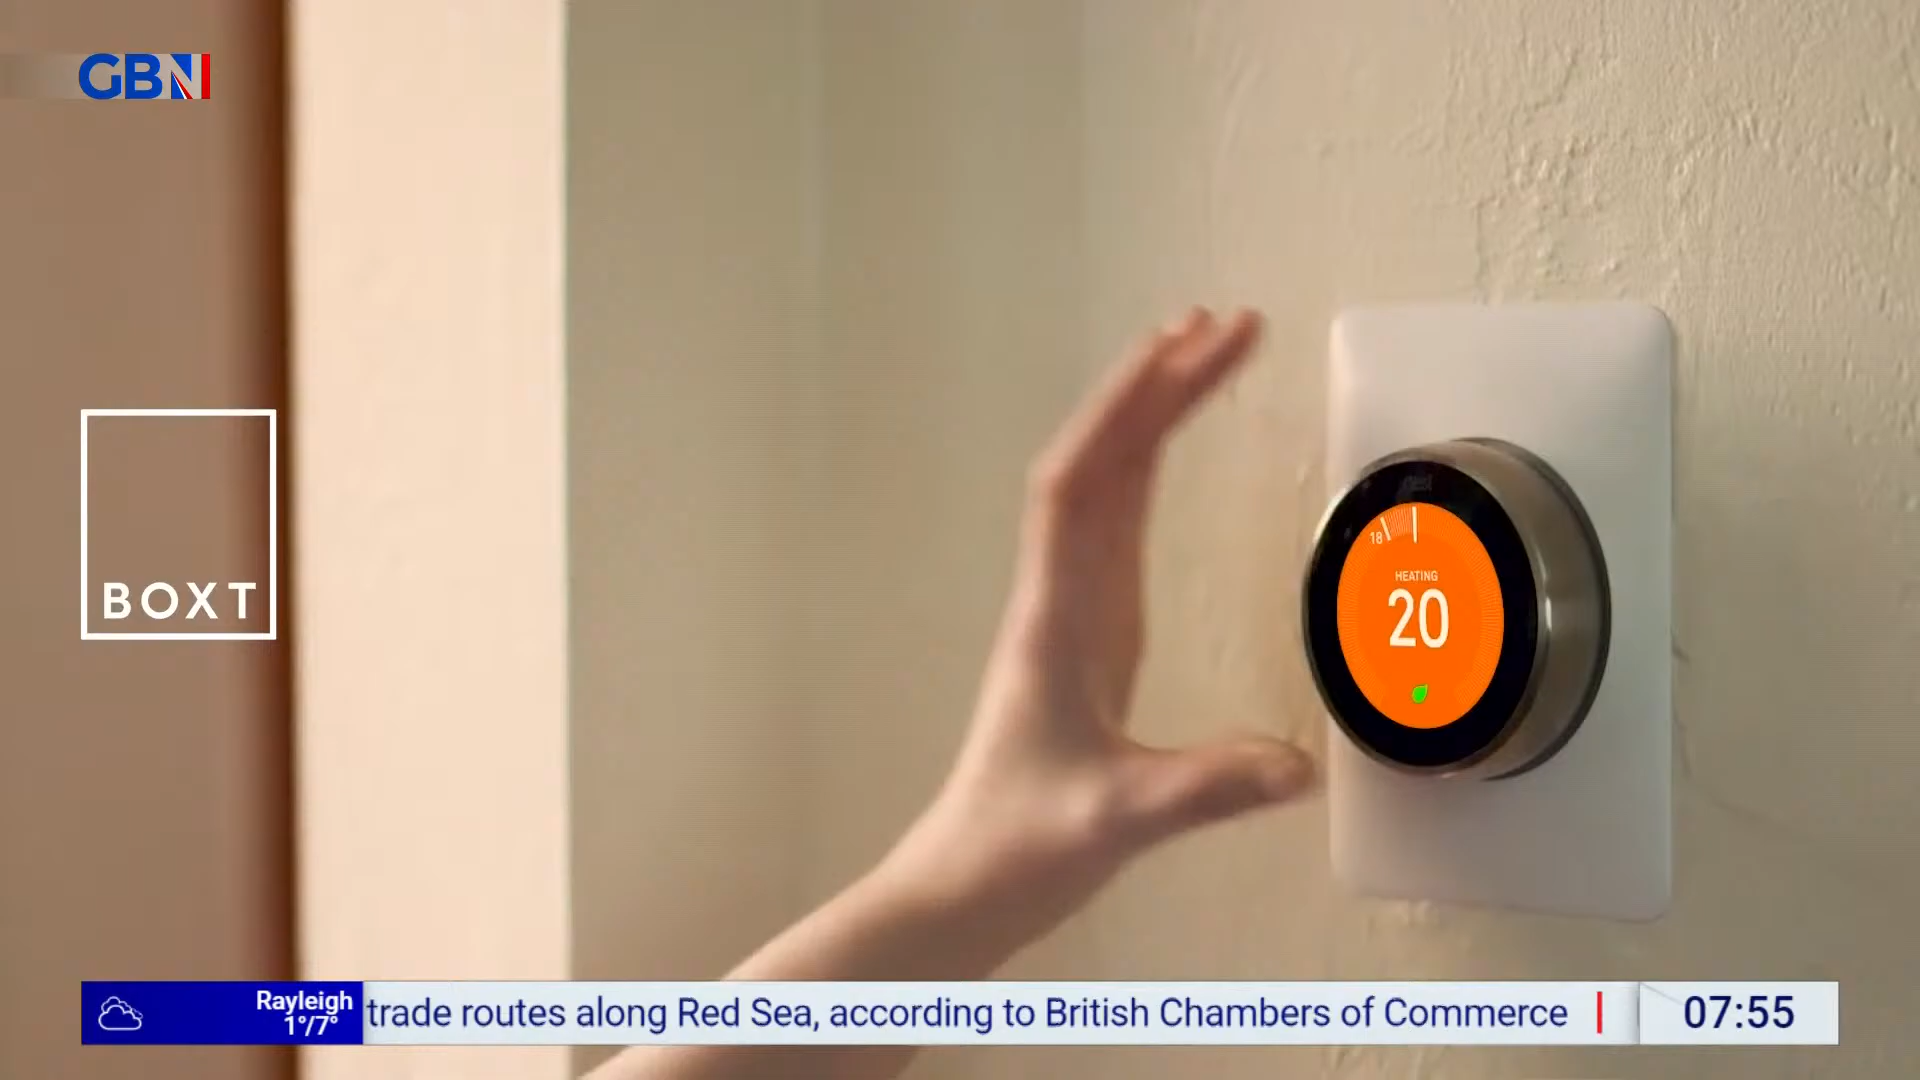 GBN
BOXT
nest
18
HEATING
20
Rayleigh
1°/7°
trade routes along Red Sea, according to British Chambers of Commerce
07:55